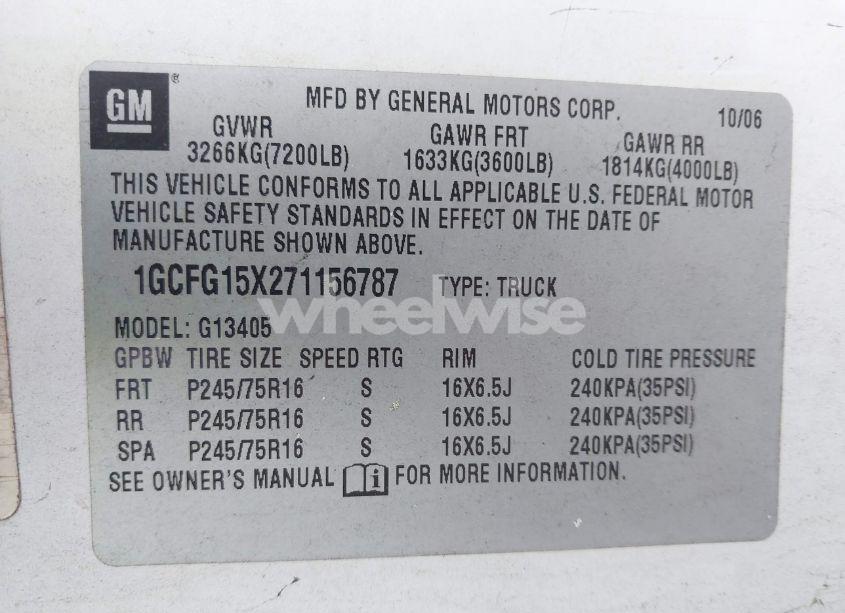 GM®
MFD BY GENERAL MOTORS CORP. 10/06
GVWR GAWR FRT GAWR RR
3266KG(7200LB) 1633KG(3600LB) 1814KG(4000LB)
THIS VEHICLE CONFORMS TO ALL APPLICABLE U.S. FEDERAL MOTOR
VEHICLE SAFETY STANDARDS IN EFFECT ON THE DATE OF
MANUFACTURE SHOWN ABOVE.
1GCFG15X271156787 TYPE: TRUCK
wheelwise
MODEL: G13405
GPBW TIRE SIZE SPEED RTG RIM COLD TIRE PRESSURE
FRT P245/75R16 S 16X6.5J 240KPA(35PSI)
RR P245/75R16 S 16X6.5J 240KPA(35PSI)
SPA P245/75R16 S 16X6.5J 240KPA(35PSI)
SEE OWNER'S MANUAL i FOR MORE INFORMATION.